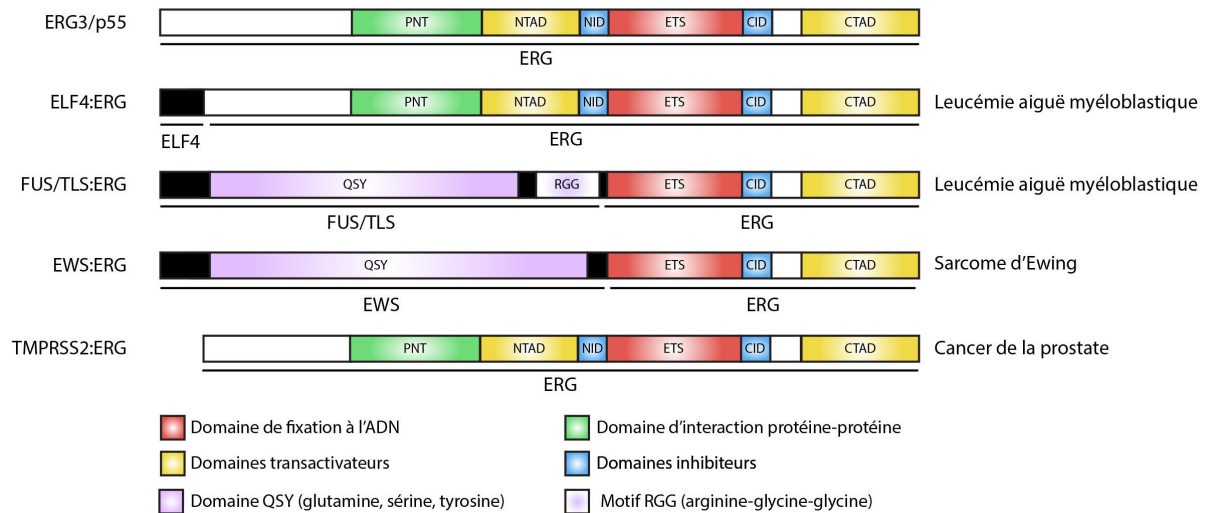 ERG3/p55 PNT NTAD NID ETS CID CTAD
ERG
ELF4:ERG PNT NTAD NID ETS CID CTAD Leucémie aiguë myéloblastique
ELF4 ERG
FUS/TLS:ERG QSY RGG ETS CID CTAD Leucémie aiguë myéloblastique
FUS/TLS ERG
EWS:ERG QSY ETS CID CTAD Sarcome d'Ewing
EWS ERG
TMPRSS2:ERG PNT NTAD NID ETS CID CTAD Cancer de la prostate
ERG
Domaine de fixation à l'ADN Domaine d'interaction protéine-protéine
Domaines transactivateurs Domaines inhibiteurs
Domaine QSY (glutamine, sérine, tyrosine) Motif RGG (arginine-glycine-glycine)